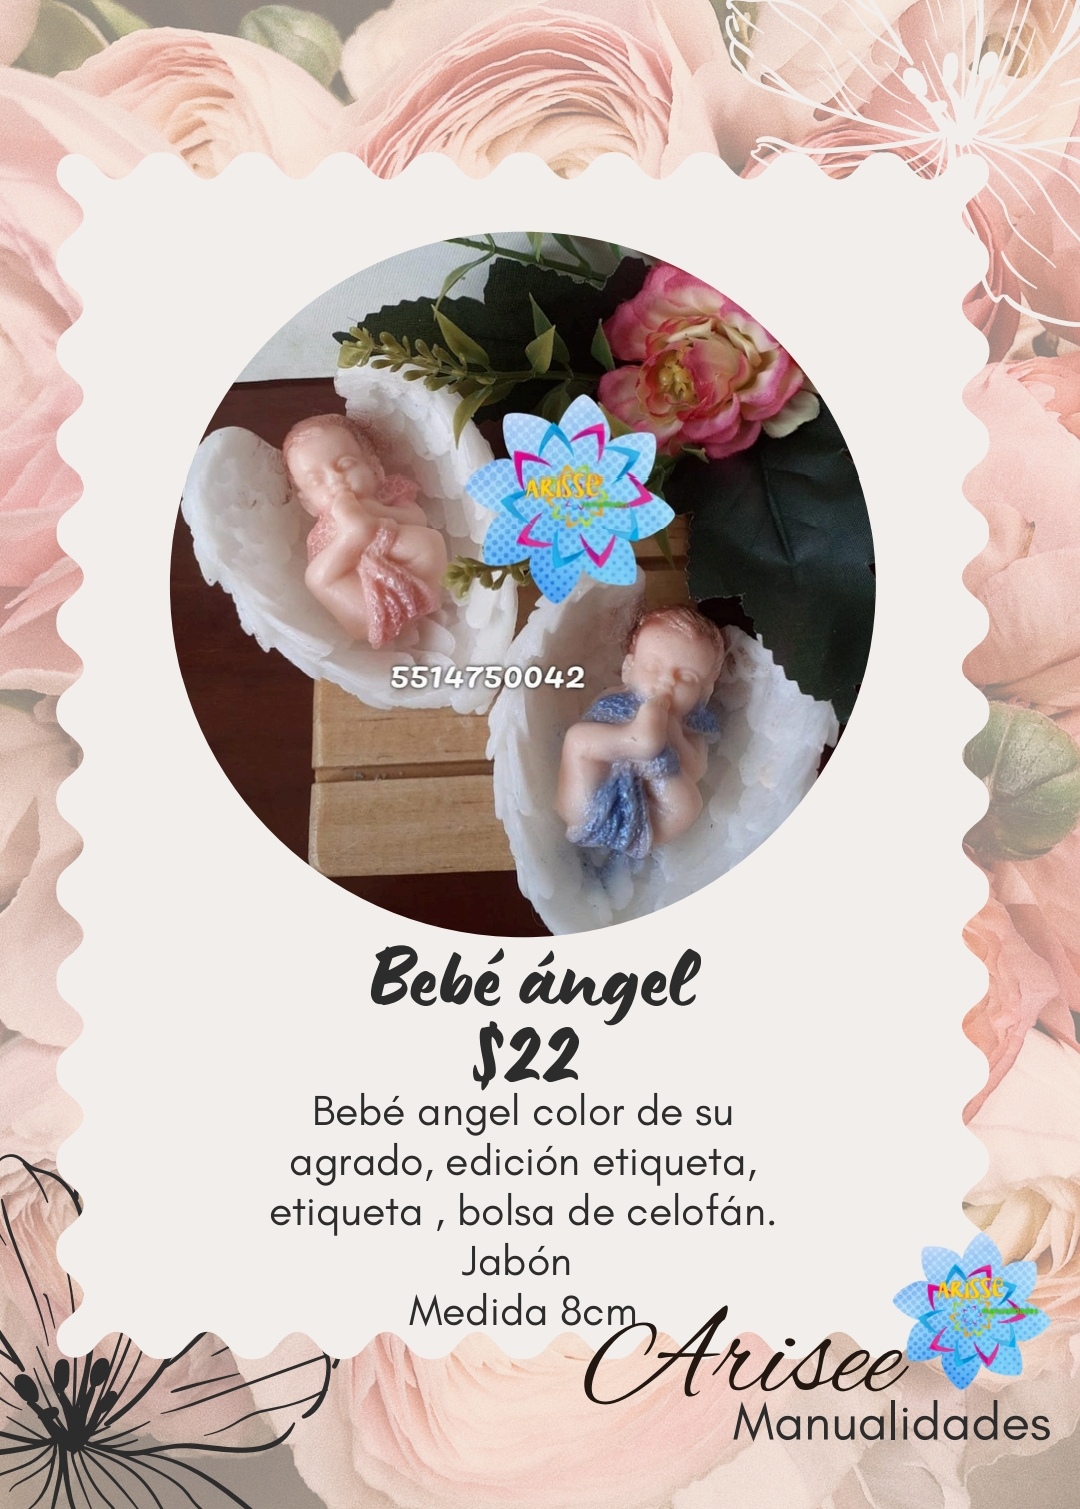 ARISSE
5514750042
Bebé ángel
$22
Bebé angel color de su
agrado, edición etiqueta,
etiqueta , bolsa de celofán.
Jabón
Medida 8cm
ARISSE
Arisee
Manualidades